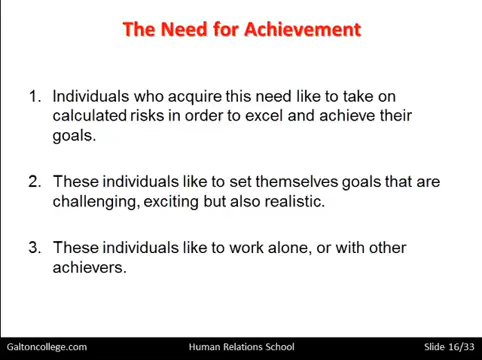 The Need for Achievement
1. Individuals who acquire this need like to take on
calculated risks in order to excel and achieve their
goals.
2. These individuals like to set themselves goals that are
challenging, exciting but also realistic.
3. These individuals like to work alone, or with other
achievers.
Galtoncollege.com Human Relations School Slide 16/33